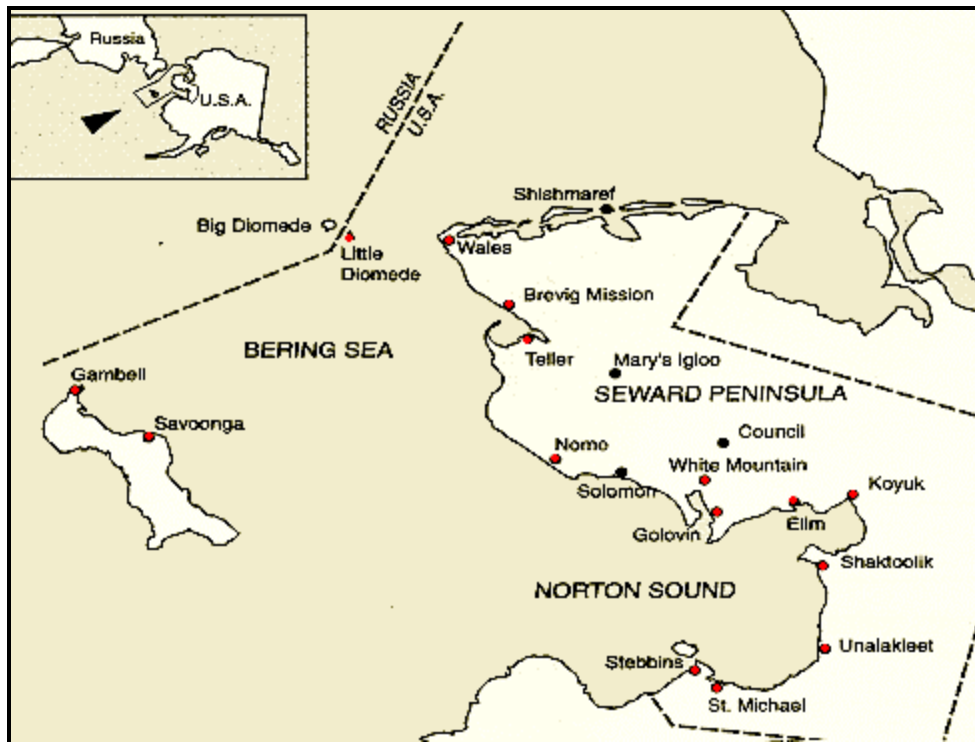 Russia
U.S.A.
RUSSIA
U.S.A.
Shishmaref
Big Diomede
Little
Diomede
Wales
Brevig Mission
BERING SEA
Teller
Mary's Igloo
Gambell
SEWARD PENINSULA
Savoonga
Council
Nome
White Mountain
Solomon
Koyuk
Golovin
Elim
Shaktoolik
NORTON SOUND
Unalakleet
Stebbins
St. Michael